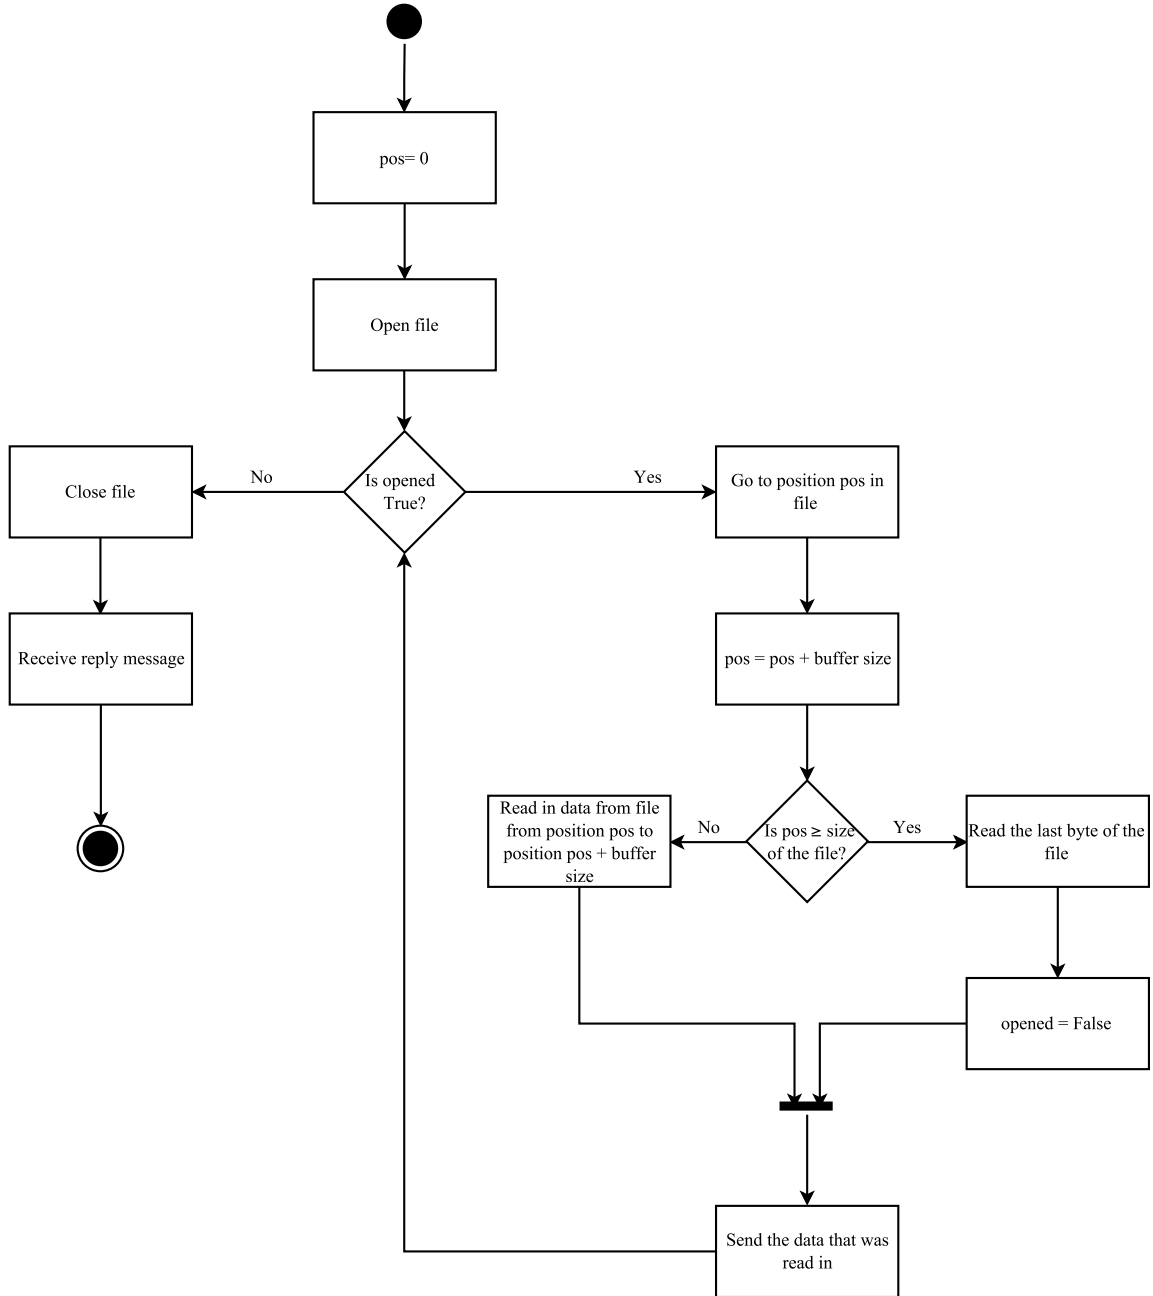 pos= 0
Open file
Is opened
True?
No
Yes
Close file
Go to position pos in
file
Receive reply message
pos = pos + buffer size
Read in data from file
from position pos to
position pos + buffer
size
No
Is pos ≥ size
of the file?
Yes
Read the last byte of the
file
opened = False
Send the data that was
read in